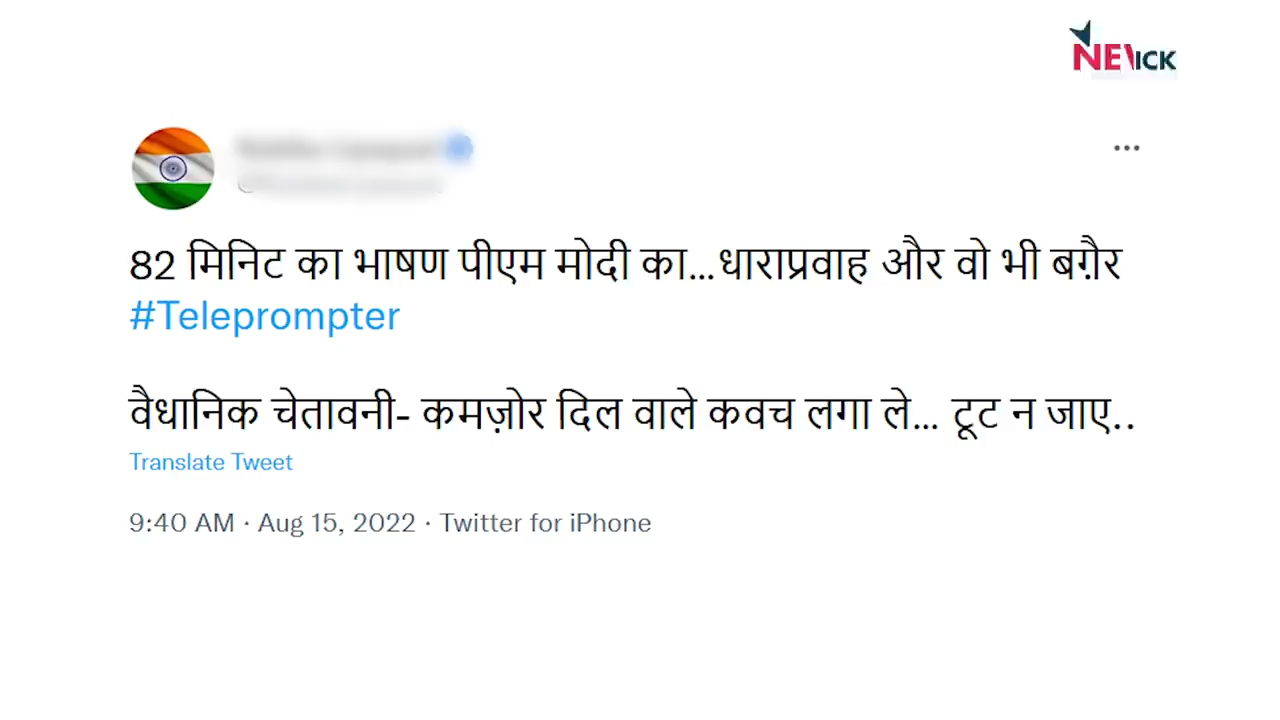 82 मिनिट का भाषण पीएम मोदी का...धाराप्रवाह और वो भी बग़ैर
#Teleprompter
वैधानिक चेतावनी- कमज़ोर दिल वाले कवच लगा ले... टूट न जाए..
Translate Tweet
9:40 AM · Aug 15, 2022 · Twitter for iPhone